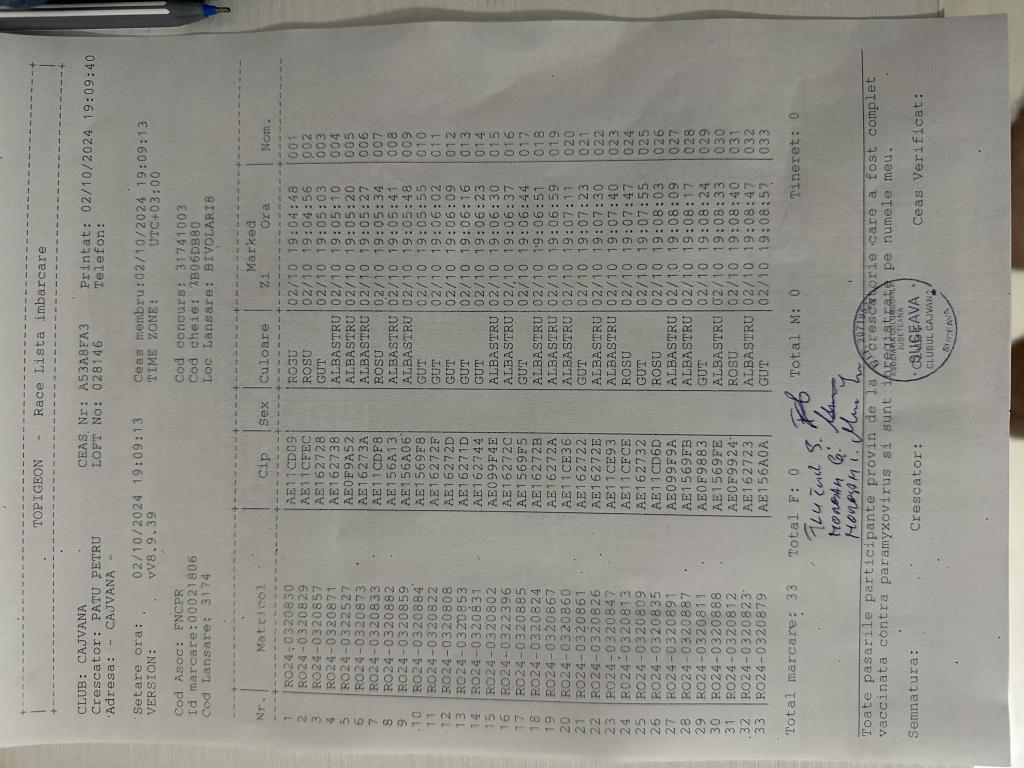 TOPIGEON - Race Lista imbarcare
CLUB: CAJVANA CEAS. Nr: A53A8FA3 Printat: 02/10/2024 19:09:40
Crescator: PATU PETRU LOFT No: 028146 Telefon:
Adresa: - CAJVANA -
Setare ora: 02/10/2024 19:09:13 Ceas membru:02/10/2024 19:09:13
VERSION: vV8.9.39 TIME ZONE: UTC+03:00
Cod Asoc: FNCPR Cod concurs: 31741003
Id marcare:00021806 Cod cheie: 7B06DB80
Cod Lansare: 3174 Loc Lansare: BIVOLARI8
Marked
Nr. Matricol Cip Sex Culoare Zi Ora Nom.
1 RO24-0320830 AE11CD09 ROSU 02/10 19:04:48 001
2 RO24-0320829 AE11CFEC ROSU 02/10 19:04:56 002
3 RO24-0320857 AE162728 GUT 02/10 19:05:03 003
4 RO24-0320871 AE162738 ALBASTRU 02/10 19:05:10 004
5 RO24-0322527 AE0F9A52 ALBASTRU 02/10 19:05:20 005
6 RO24-0320873 AE16273A ALBASTRU 02/10 19:05:27 006
7 RO24-0320833 AE11CDF8 ROSU 02/10 19:05:34 007
8 RO24-0320882 AE156A13 ALBASTRU 02/10 19:05:41 008
9 RO24-0320859 AE156A06 ALBASTRU 02/10 19:05:48 009
10 RO24-0320884 AE1569F8 GUT 02/10 19:05:55 010
11 RO24-0320822 AE16272F GUT 02/10 19:06:02 011
12 RO24-0320808 AE16272D GUT 02/10 19:06:09 012
13 RO24-0320853 AE16271D GUT 02/10 19:06:16 013
14 RO24-0320831 AE162744 GUT 02/10 19:06:23 014
15 RO24-0320802 AE099F4E ALBASTRU 02/10 19:06:30 015
16 RO24-0322396 AE16272C ALBASTRU 02/10 19:06:37 016
17 RO24-0320885 AE1569F5 GUT 02/10 19:06:44 017
18 RO24-0320824 AE16272B ALBASTRU 02/10 19:06:51 018
19 RO24-0320867 AE16272A ALBASTRU 02/10 19:06:59 019
20 RO24-0320860 AE11CE36 ALBASTRU 02/10 19:07:11 020
21 RO24-0320861 AE162722 GUT 02/10 19:07:23 021
22 RO24-0320826 AE16272E ALBASTRU 02/10 19:07:30 022
23 RO24-0320847 AE11CE93 ALBASTRU 02/10 19:07:40 023
24 RO24-0320813 AE11CFCE ROSU 02/10 19:07:47 024
25 RO24-0320809 AE162732 GUT 02/10 19:07:55 025
26 RO24-0320835 AE11CD6D ROSU 02/10 19:08:03 026
27 RO24-0320891 AE099F9A ALBASTRU 02/10 19:08:09 027
28 RO24-0320887 AE1569FB ALBASTRU 02/10 19:08:17 028
29 RO24-0320811 AE0F9883 GUT 02/10 19:08:24 029
30 RO24-0320888 AE1569FE ALBASTRU 02/10 19:08:33 030
31 RO24-0320812 AE0F9924 ROSU 02/10 19:08:40 031
32 RO24-0320823 AE162723 ALBASTRU 02/10 19:08:47 032
33 RO24-0320879 AE156A0A GUT 02/10 19:08:57 033
Total marcare: 33 Total F: 0 Total M: 0 Tineret: 0
Toate pasarile participante provin de la o crescatorie care a fost complet
vaccinata contra paramyxovirus si sunt inregistrate pe numele meu.
Semnatura: Crescator: Ceas Verificat:
JUDETEANA
SUCEAVA
CLUBUL CAJVANA
SUCEAVA